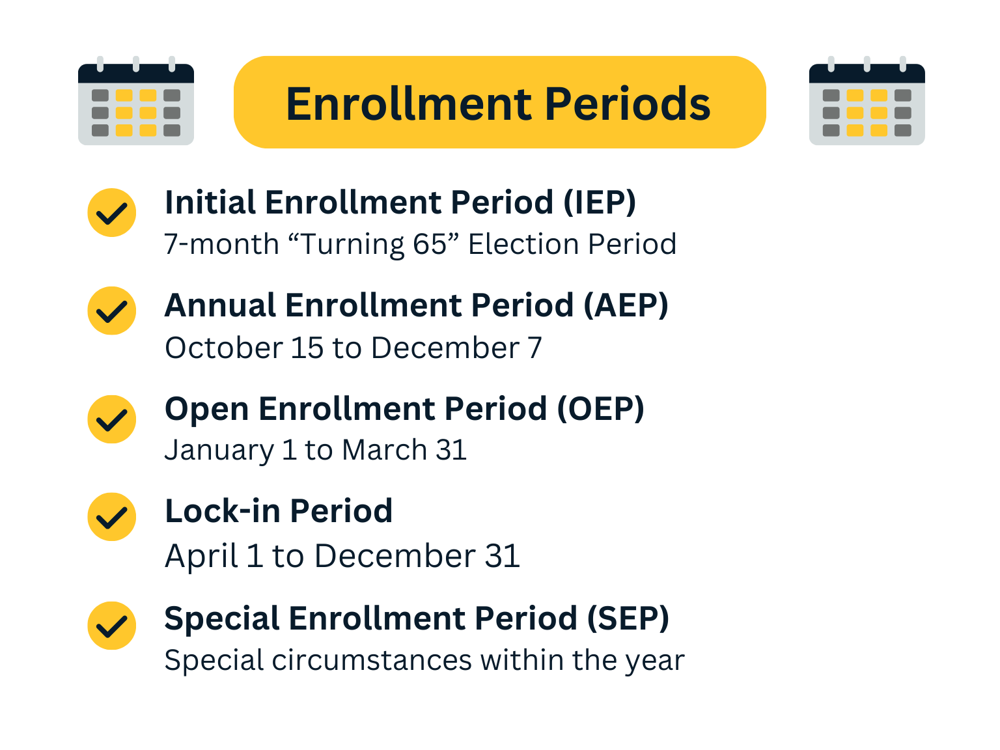 Enrollment Periods
Initial Enrollment Period (IEP)
7-month “Turning 65” Election Period
Annual Enrollment Period (AEP)
October 15 to December 7
Open Enrollment Period (OEP)
January 1 to March 31
Lock-in Period
April 1 to December 31
Special Enrollment Period (SEP)
Special circumstances within the year